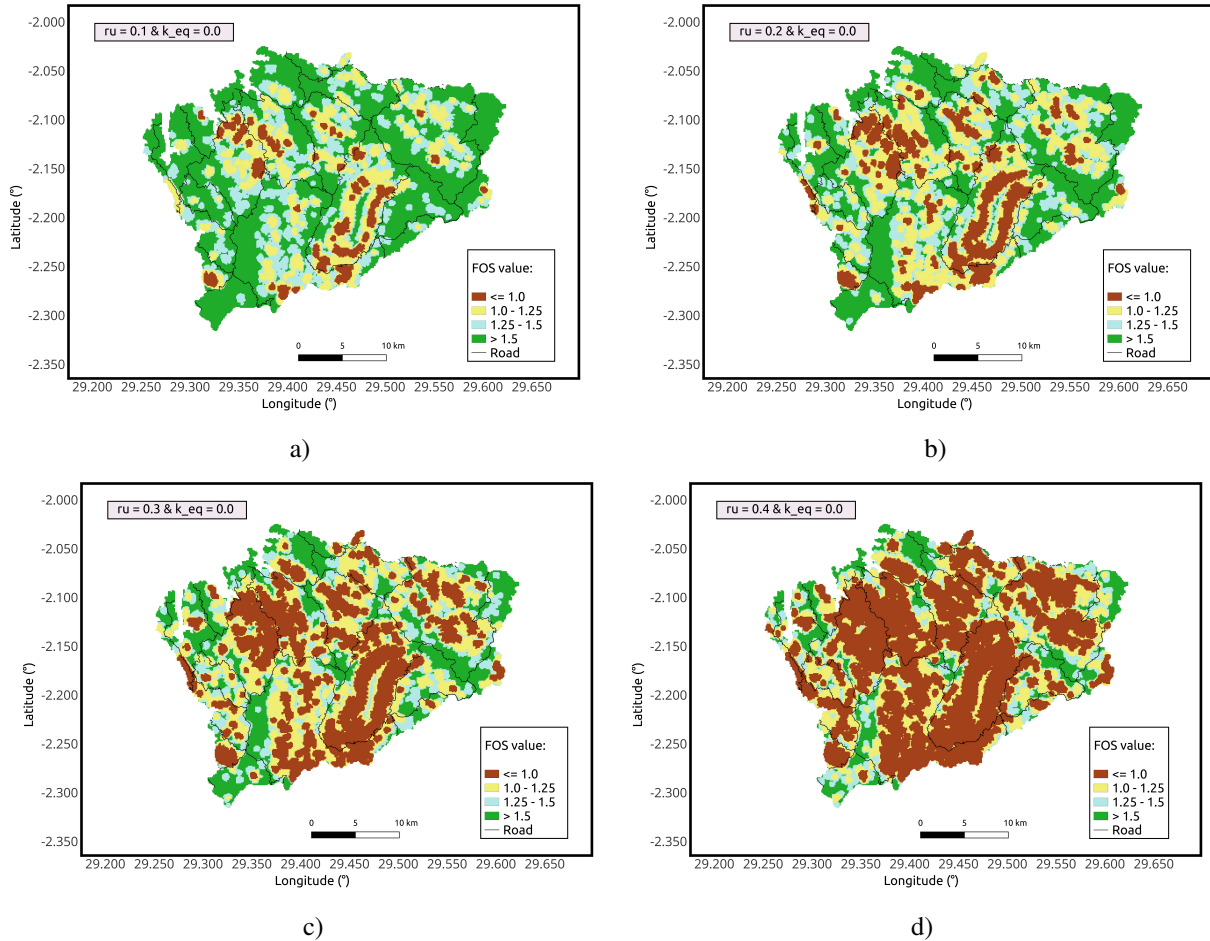 ru = 0.1 & k_eq = 0.0
-2.000
-2.050
-2.100
-2.150
-2.200
-2.250
-2.300
-2.350
Latitude (°)
FOS value:
<= 1.0
1.0 - 1.25
1.25 - 1.5
> 1.5
Road
0 5 10 km
29.200 29.250 29.300 29.350 29.400 29.450 29.500 29.550 29.600 29.650
Longitude (°)
a)
ru = 0.2 & k_eq = 0.0
-2.000
-2.050
-2.100
-2.150
-2.200
-2.250
-2.300
-2.350
Latitude (°)
FOS value:
<= 1.0
1.0 - 1.25
1.25 - 1.5
> 1.5
Road
0 5 10 km
29.200 29.250 29.300 29.350 29.400 29.450 29.500 29.550 29.600 29.650
Longitude (°)
b)
ru = 0.3 & k_eq = 0.0
-2.000
-2.050
-2.100
-2.150
-2.200
-2.250
-2.300
-2.350
Latitude (°)
FOS value:
<= 1.0
1.0 - 1.25
1.25 - 1.5
> 1.5
Road
0 5 10 km
29.200 29.250 29.300 29.350 29.400 29.450 29.500 29.550 29.600 29.650
Longitude (°)
c)
ru = 0.4 & k_eq = 0.0
-2.000
-2.050
-2.100
-2.150
-2.200
-2.250
-2.300
-2.350
Latitude (°)
FOS value:
<= 1.0
1.0 - 1.25
1.25 - 1.5
> 1.5
Road
0 5 10 km
29.200 29.250 29.300 29.350 29.400 29.450 29.500 29.550 29.600 29.650
Longitude (°)
d)